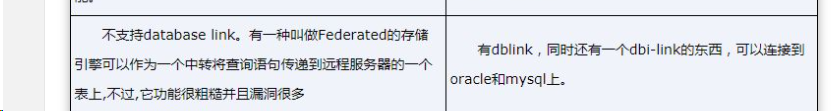 不支持database link。有一种叫做Federated的存储
引擎可以作为一个中转将查询语句传递到远程服务器的一个
表上,不过,它功能很粗糙并且漏洞很多
有dblink，同时还有一个dbi-link的东西，可以连接到
oracle和mysql上。